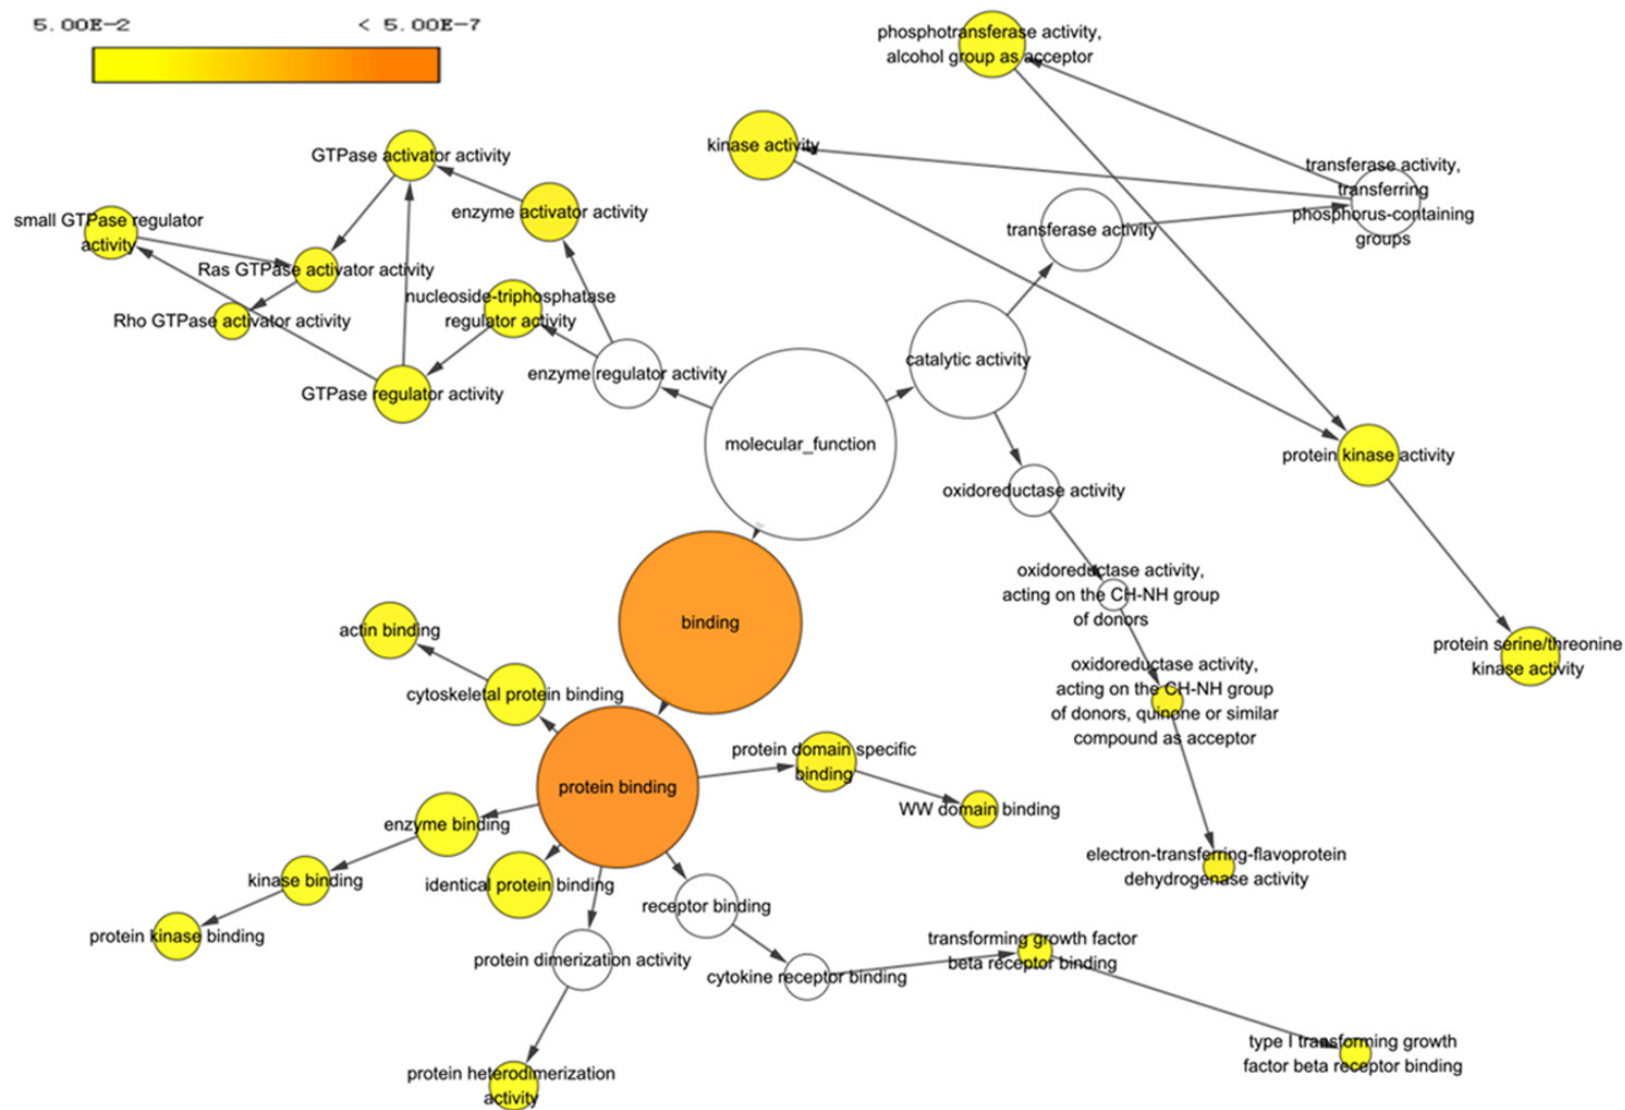 5.00E-2
< 5.00E-7
phosphotransferase activity,
alcohol group as acceptor
kinase activity
GTPase activator activity
transferase activity,
transferring
phosphorus-containing
groups
small GTPase regulator
activity
enzyme activator activity
transferase activity
Ras GTPase activator activity
nucleoside-triphosphatase
regulator activity
Rho GTPase activator activity
enzyme regulator activity
catalytic activity
GTPase regulator activity
molecular_function
protein kinase activity
oxidoreductase activity
oxidoreductase activity,
acting on the CH-NH group
of donors
binding
actin binding
protein serine/threonine
kinase activity
cytoskeletal protein binding
oxidoreductase activity,
acting on the CH-NH group
of donors, quinone or similar
compound as acceptor
protein domain specific
binding
protein binding
WW domain binding
enzyme binding
electron-transferring-flavoprotein
dehydrogenase activity
kinase binding
identical protein binding
receptor binding
protein kinase binding
transforming growth factor
beta receptor binding
protein dimerization activity
cytokine receptor binding
type I transforming growth
factor beta receptor binding
protein heterodimerization
activity